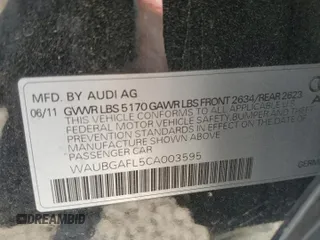 MFD. BY AUDI AG
06/11 GVWR LBS 5170 GAWR LBS FRONT 2634/REAR 2623
THIS VEHICLE CONFORMS TO ALL APPLICABLE
FEDERAL MOTOR VEHICLE SAFETY, BUMPER AND THEFT
PREVENTION STANDARDS IN EFFECT ON THE DATE OF
MANUFACTURE SHOWN ABOVE
PASSENGER CAR
WAUBGAFL5CA003595
GERMANY
DREAMBID